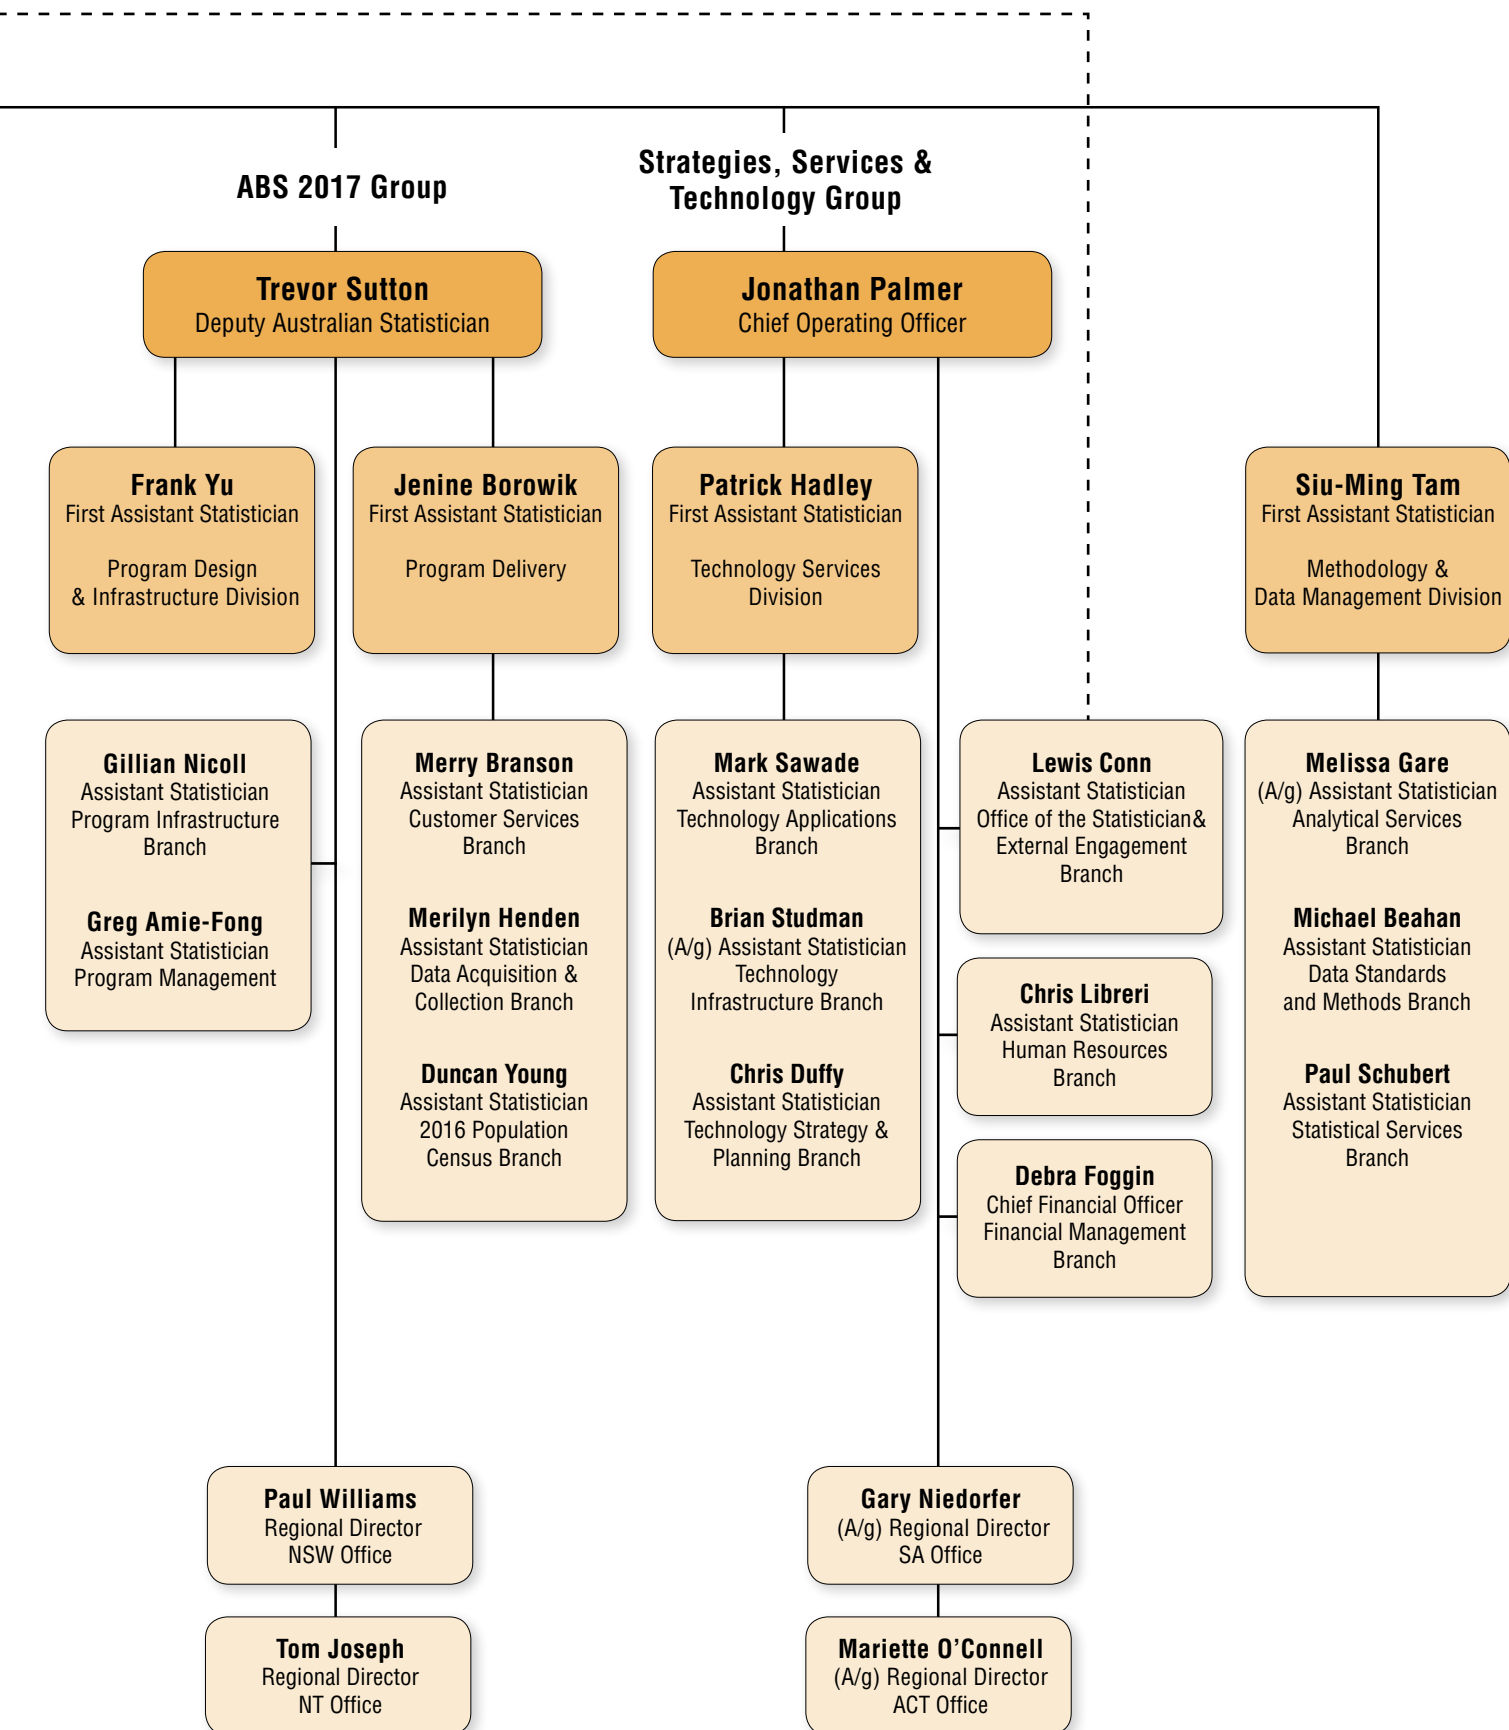 ABS 2017 Group
Strategies, Services &
Technology Group
Trevor Sutton
Deputy Australian Statistician
Jonathan Palmer
Chief Operating Officer
Frank Yu
First Assistant Statistician
Program Design
& Infrastructure Division
Jenine Borowik
First Assistant Statistician
Program Delivery
Patrick Hadley
First Assistant Statistician
Technology Services
Division
Siu-Ming Tam
First Assistant Statistician
Methodology &
Data Management Division
Gillian Nicoll
Assistant Statistician
Program Infrastructure
Branch
Greg Amie-Fong
Assistant Statistician
Program Management
Merry Branson
Assistant Statistician
Customer Services
Branch
Merilyn Henden
Assistant Statistician
Data Acquisition &
Collection Branch
Duncan Young
Assistant Statistician
2016 Population
Census Branch
Mark Sawade
Assistant Statistician
Technology Applications
Branch
Brian Studman
(A/g) Assistant Statistician
Technology
Infrastructure Branch
Chris Duffy
Assistant Statistician
Technology Strategy &
Planning Branch
Lewis Conn
Assistant Statistician
Office of the Statistician&
External Engagement
Branch
Chris Libreri
Assistant Statistician
Human Resources
Branch
Debra Foggin
Chief Financial Officer
Financial Management
Branch
Melissa Gare
(A/g) Assistant Statistician
Analytical Services
Branch
Michael Beahan
Assistant Statistician
Data Standards
and Methods Branch
Paul Schubert
Assistant Statistician
Statistical Services
Branch
Paul Williams
Regional Director
NSW Office
Tom Joseph
Regional Director
NT Office
Gary Niedorfer
(A/g) Regional Director
SA Office
Mariette O'Connell
(A/g) Regional Director
ACT Office